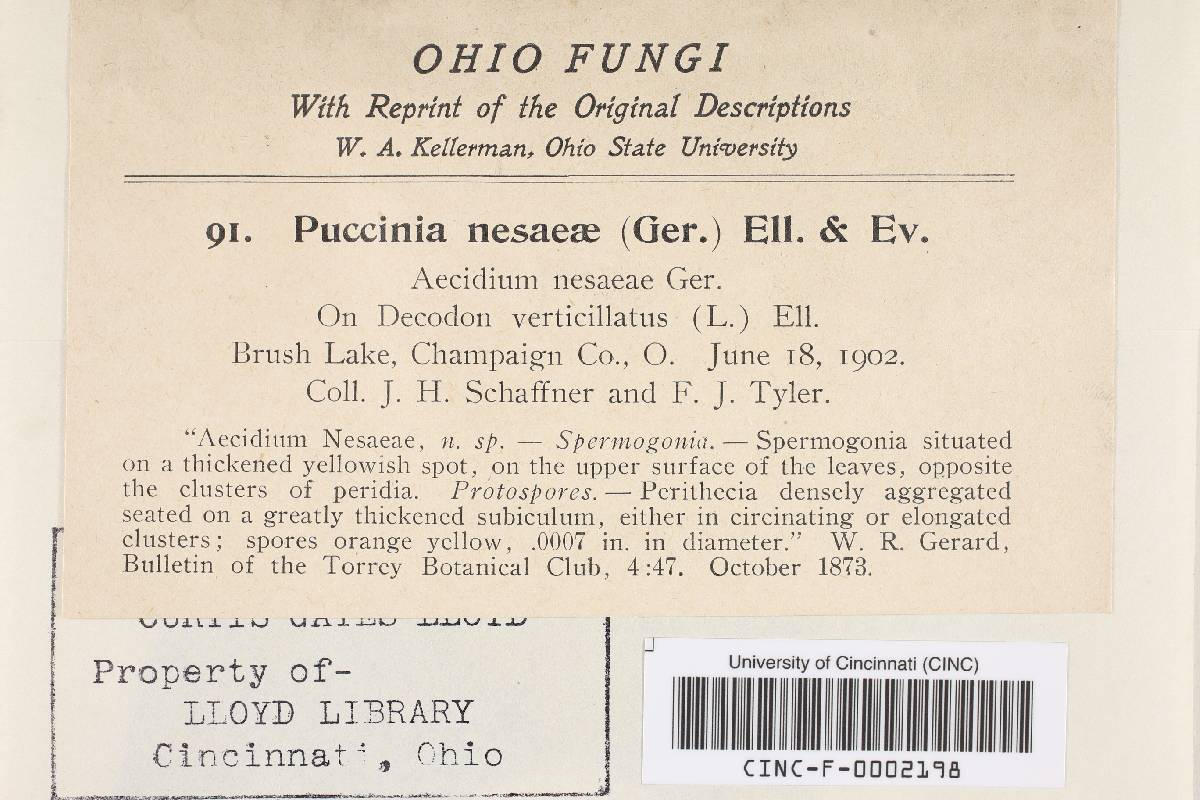 OHIO FUNGI
With Reprint of the Original Descriptions
W. A. Kellerman, Ohio State University
91. Puccinia nesaeæ (Ger.) Ell. & Ev.
Aecidium nesaeae Ger.
On Decodon verticillatus (L.) Ell.
Brush Lake, Champaign Co., O. June 18, 1902.
Coll. J. H. Schaffner and F. J. Tyler.
“Aecidium Nesaeae, n. sp. — Spermogonia. — Spermogonia situated
on a thickened yellowish spot, on the upper surface of the leaves, opposite
the clusters of peridia. Protospores. — Perithecia densely aggregated
seated on a greatly thickened subiculum, either in circinating or elongated
clusters; spores orange yellow, .0007 in. in diameter.” W. R. Gerard,
Bulletin of the Torrey Botanical Club, 4:47. October 1873.
CURTIS GATES LLOYD
Property of-
LLOYD LIBRARY
Cincinnati, Ohio
University of Cincinnati (CINC)
CINC-F-0002198